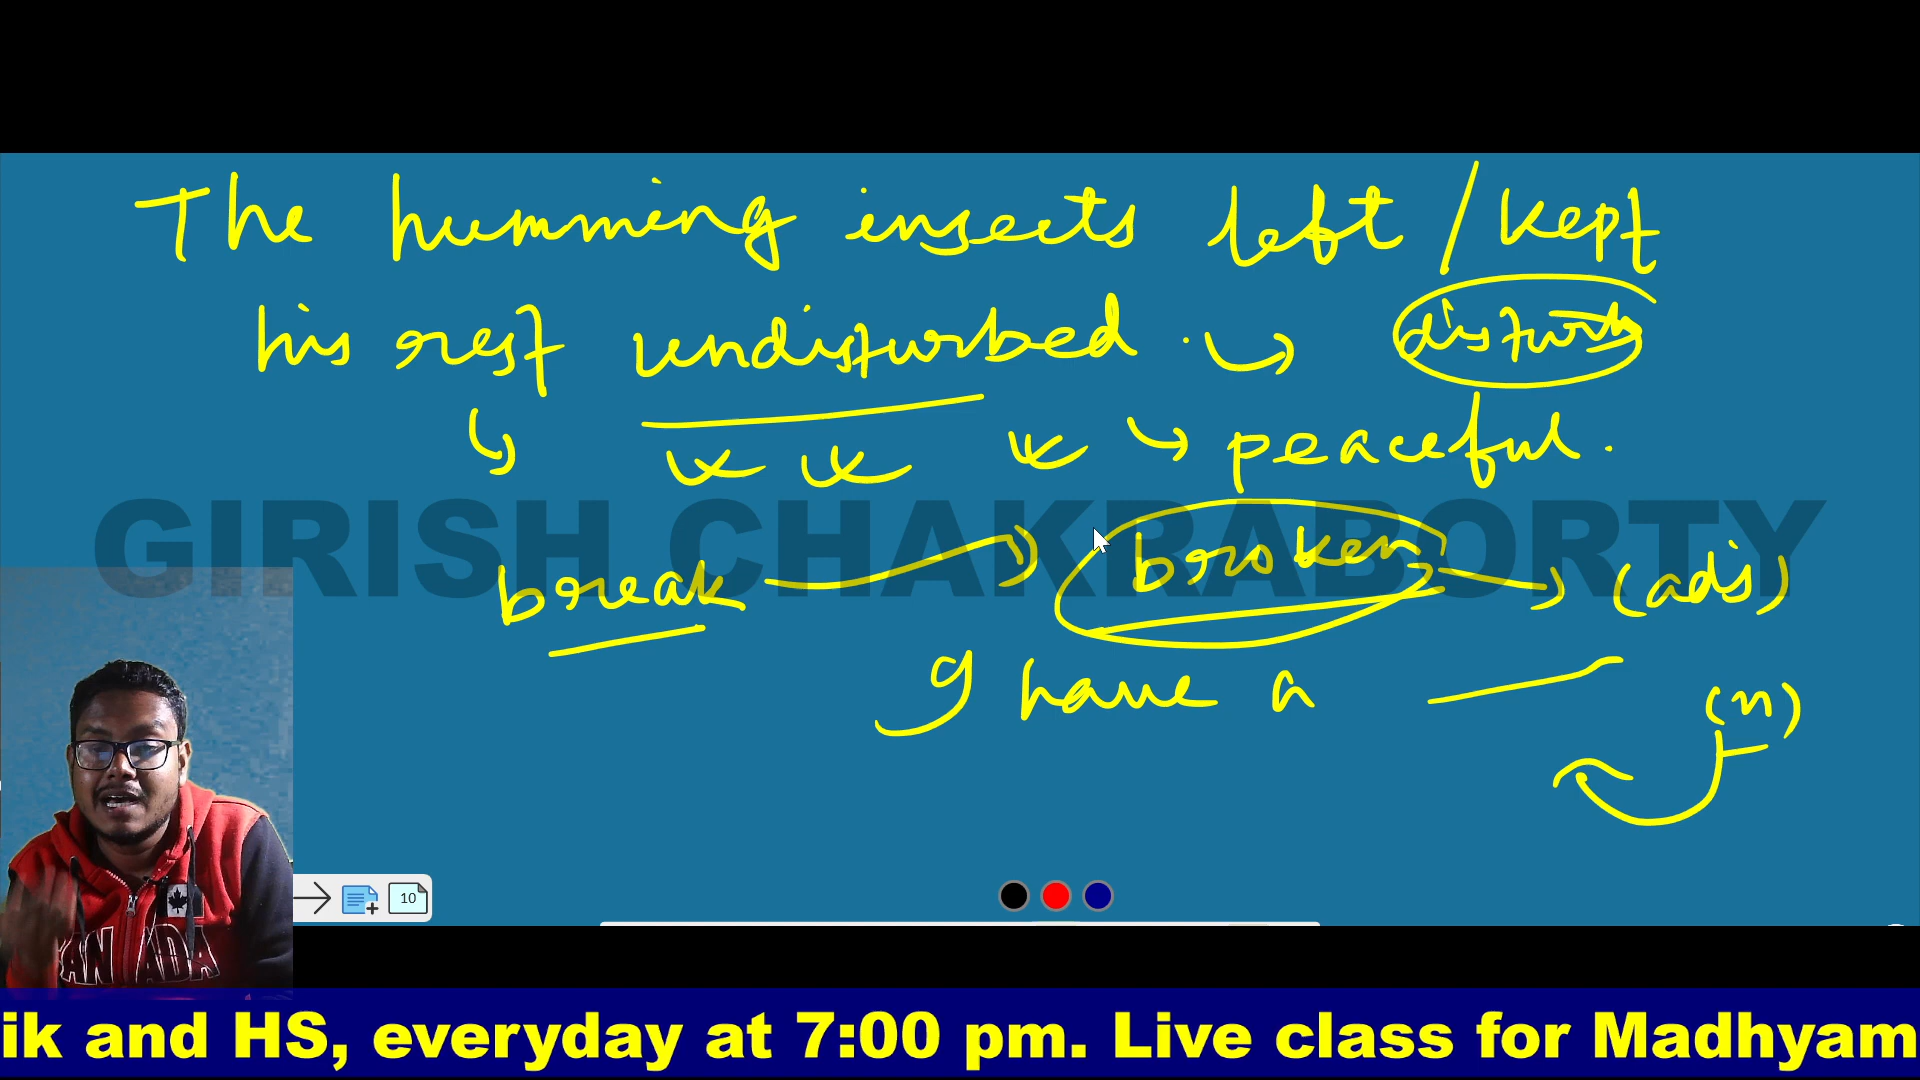 The humming insects left / kept
his rest undisturbed. disturb
peaceful.
GIRISH CHAKRABORTY
break broken (adj)
I have a
(n)
CANADA
10
ik and HS, everyday at 7:00 pm. Live class for Madhyam